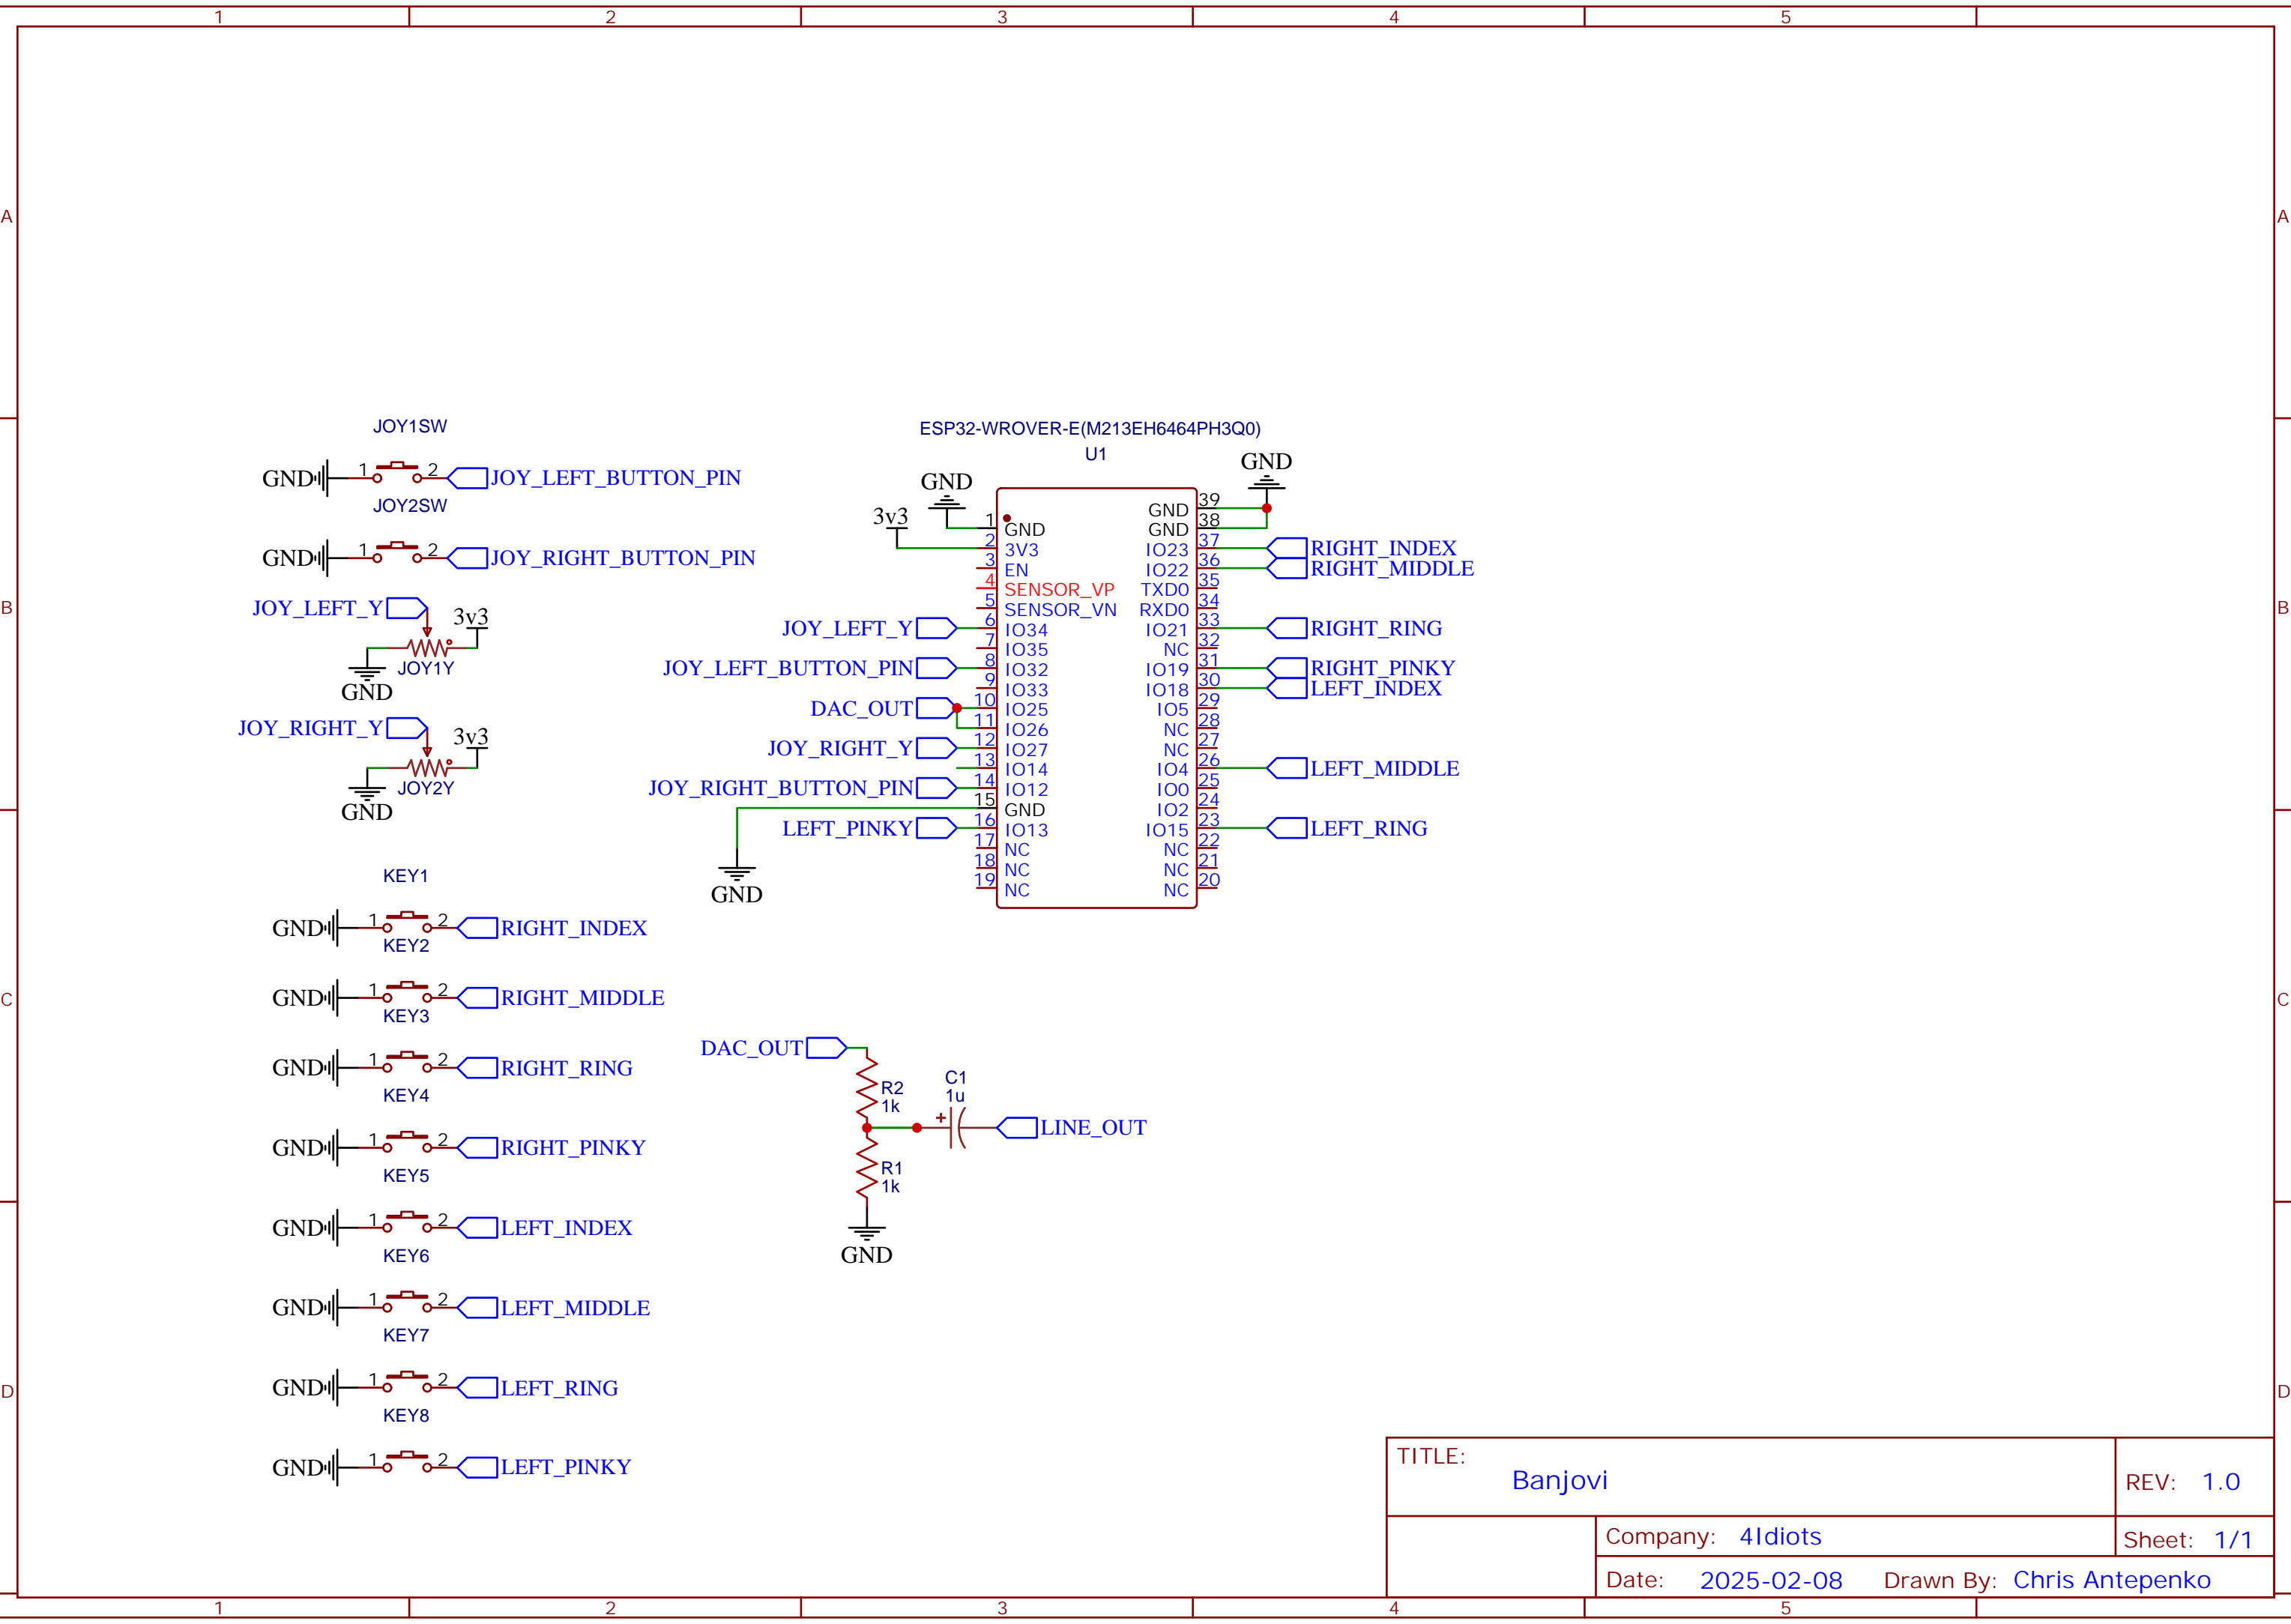 1 2 3 4 5
A A
B B
C C
D D
JOY1SW
GND 1 2 JOY_LEFT_BUTTON_PIN
JOY2SW
GND 1 2 JOY_RIGHT_BUTTON_PIN
JOY_LEFT_Y 3v3
JOY1Y
GND
JOY_RIGHT_Y 3v3
JOY2Y
GND
KEY1
GND 1 2 RIGHT_INDEX
KEY2
GND 1 2 RIGHT_MIDDLE
KEY3
GND 1 2 RIGHT_RING
KEY4
GND 1 2 RIGHT_PINKY
KEY5
GND 1 2 LEFT_INDEX
KEY6
GND 1 2 LEFT_MIDDLE
KEY7
GND 1 2 LEFT_RING
KEY8
GND 1 2 LEFT_PINKY
ESP32-WROVER-E(M213EH6464PH3Q0)
U1
GND
GND
3v3
1 GND
2 3V3
3 EN
4 SENSOR_VP
5 SENSOR_VN
JOY_LEFT_Y 6 IO34
7 IO35
JOY_LEFT_BUTTON_PIN 8 IO32
9 IO33
DAC_OUT 10 IO25
11 IO26
JOY_RIGHT_Y 12 IO27
13 IO14
JOY_RIGHT_BUTTON_PIN 14 IO12
15 GND
LEFT_PINKY 16 IO13
17 NC
18 NC
19 NC
GND
GND 39
GND 38
IO23 37 RIGHT_INDEX
IO22 36 RIGHT_MIDDLE
TXD0 35
RXD0 34
IO21 33 RIGHT_RING
NC 32
IO19 31 RIGHT_PINKY
IO18 30 LEFT_INDEX
IO5 29
NC 28
NC 27
IO4 26 LEFT_MIDDLE
IO0 25
IO2 24
IO15 23 LEFT_RING
NC 22
NC 21
NC 20
DAC_OUT
R2
1k
C1
1u
+
LINE_OUT
R1
1k
GND
TITLE:
Banjovi
REV: 1.0
Company: 4Idiots
Sheet: 1/1
Date: 2025-02-08 Drawn By: Chris Antepenko
1 2 3 4 5